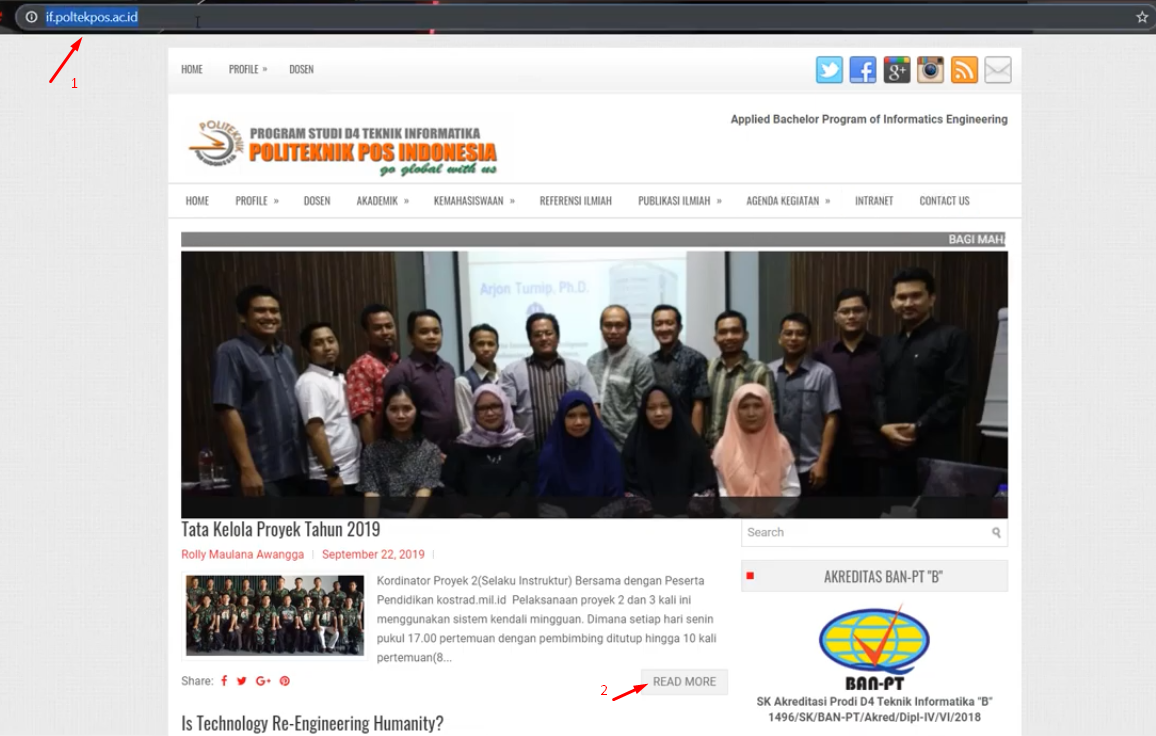 if.poltekpos.ac.id
1
HOME PROFILE » DOSEN
POLITEKNIK
PROGRAM STUDI D4 TEKNIK INFORMATIKA
POLITEKNIK POS INDONESIA
go global with us
Applied Bachelor Program of Informatics Engineering
HOME PROFILE » DOSEN AKADEMIK » KEMAHASISWAAN » REFERENSI ILMIAH PUBLIKASI ILMIAH » AGENDA KEGIATAN » INTRANET CONTACT US
BAGI MAHA
Arjon Turnip, Ph.D.
Tata Kelola Proyek Tahun 2019
Rolly Maulana Awangga September 22, 2019
Kordinator Proyek 2(Selaku Instruktur) Bersama dengan Peserta
Pendidikan kostrad.mil.id Pelaksanaan proyek 2 dan 3 kali ini
menggunakan sistem kendali mingguan. Dimana setiap hari senin
pukul 17.00 pertemuan dengan pembimbing ditutup hingga 10 kali
pertemuan(8...
Share:
2
READ MORE
Is Technology Re-Engineering Humanity?
Search
AKREDITAS BAN-PT "B"
BAN-PT
SK Akreditasi Prodi D4 Teknik Informatika "B"
1496/SK/BAN-PT/Akred/Dipl-IV/VI/2018